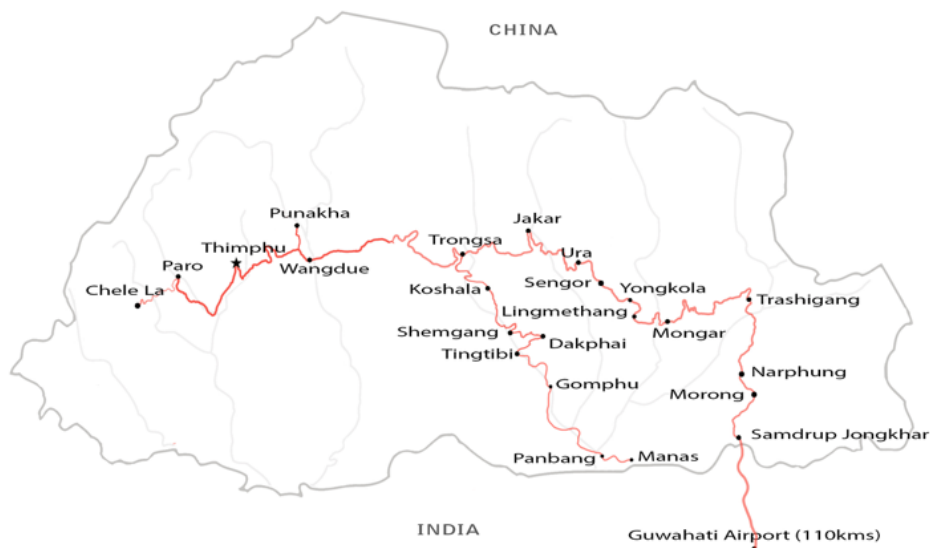 CHINA
Punakha
Jakar
Thimphu
Trongsa
Ura
Paro
Wangdue
Chele La
Koshala
Sengor
Yongkola
Trashigang
Lingmethang
Shemgang
Mongar
Dakphai
Tingtibi
Narphung
Gomphu
Morong
Samdrup Jongkhar
Panbang
Manas
INDIA
Guwahati Airport (110kms)